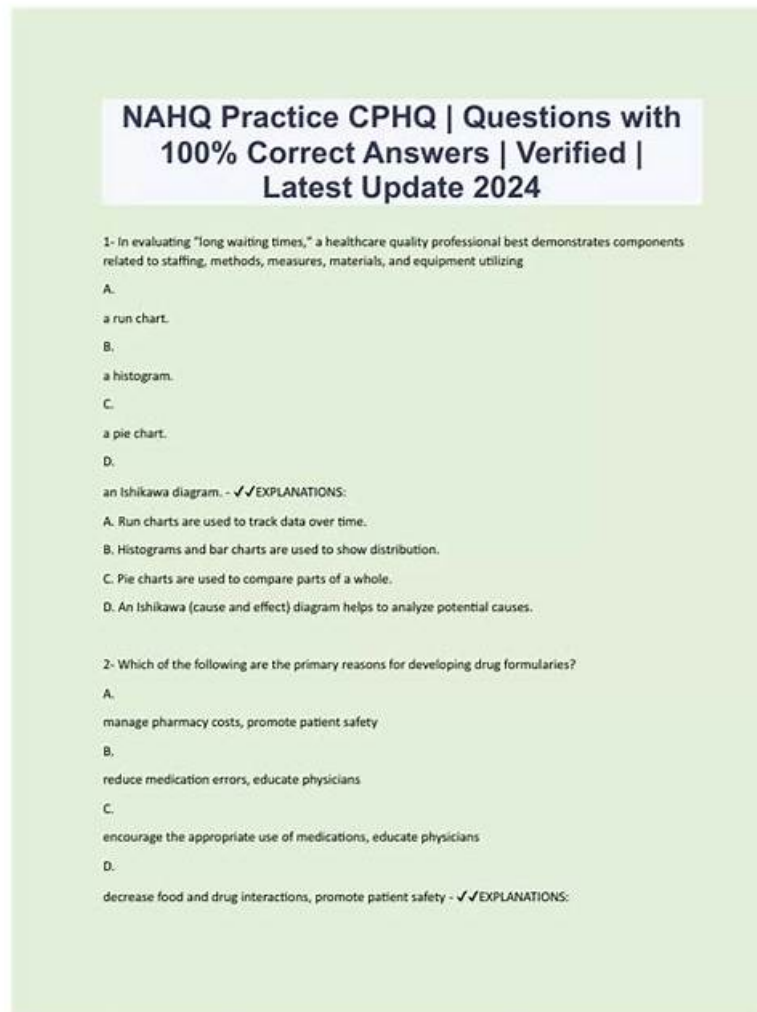 NAHQ Practice CPHQ | Questions with
100% Correct Answers | Verified |
Latest Update 2024
1- In evaluating "long waiting times," a healthcare quality professional best demonstrates components
related to staffing, methods, measures, materials, and equipment utilizing
A.
a run chart.
B.
a histogram.
C.
a pie chart.
D.
an Ishikawa diagram. - ✓✓EXPLANATIONS:
A. Run charts are used to track data over time.
B. Histograms and bar charts are used to show distribution.
C. Pie charts are used to compare parts of a whole.
D. An Ishikawa (cause and effect) diagram helps to analyze potential causes.
2- Which of the following are the primary reasons for developing drug formularies?
A.
manage pharmacy costs, promote patient safety
B.
reduce medication errors, educate physicians
C.
encourage the appropriate use of medications, educate physicians
D.
decrease food and drug interactions, promote patient safety - ✓✓EXPLANATIONS: